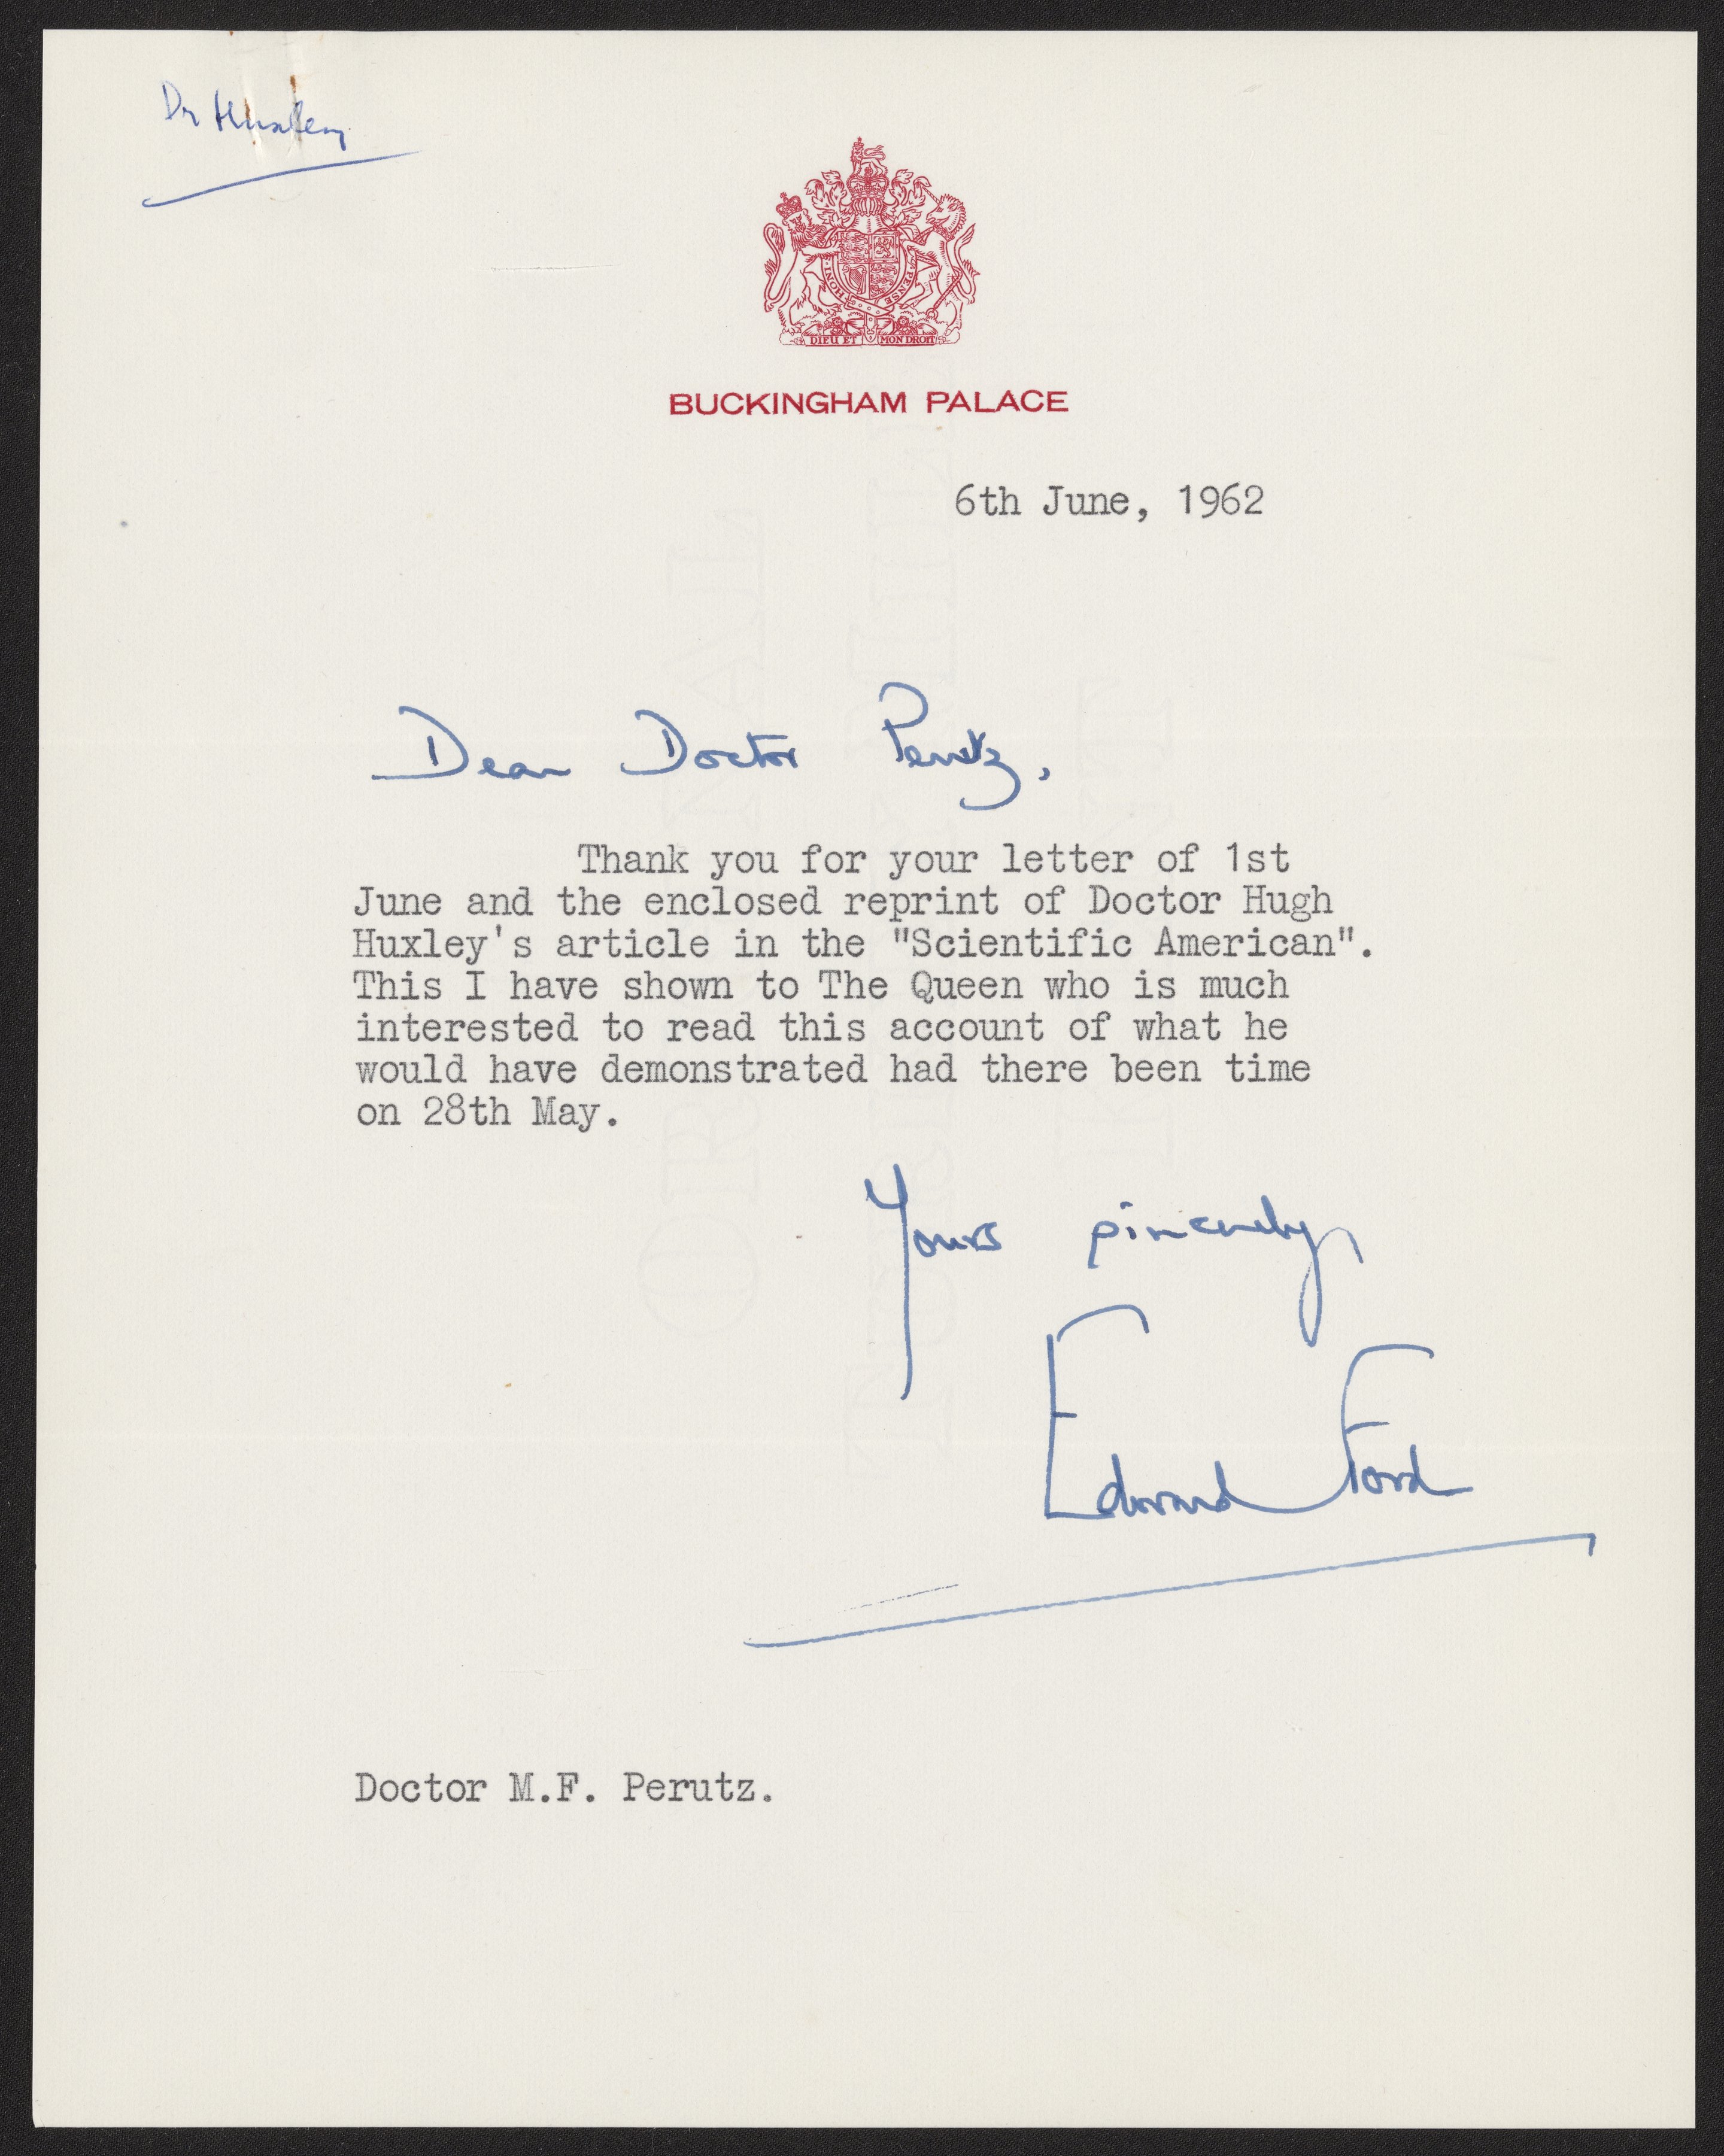 Dr Huxley
HONI
PENSE
DIEU ET MON DROIT
BUCKINGHAM PALACE
6th June, 1962
Dear Doctor Perutz,
Thank you for your letter of 1st
June and the enclosed reprint of Doctor Hugh
Huxley's article in the "Scientific American".
This I have shown to The Queen who is much
interested to read this account of what he
would have demonstrated had there been time
on 28th May.
Yours sincerely,
Edward Ford
Doctor M.F. Perutz.